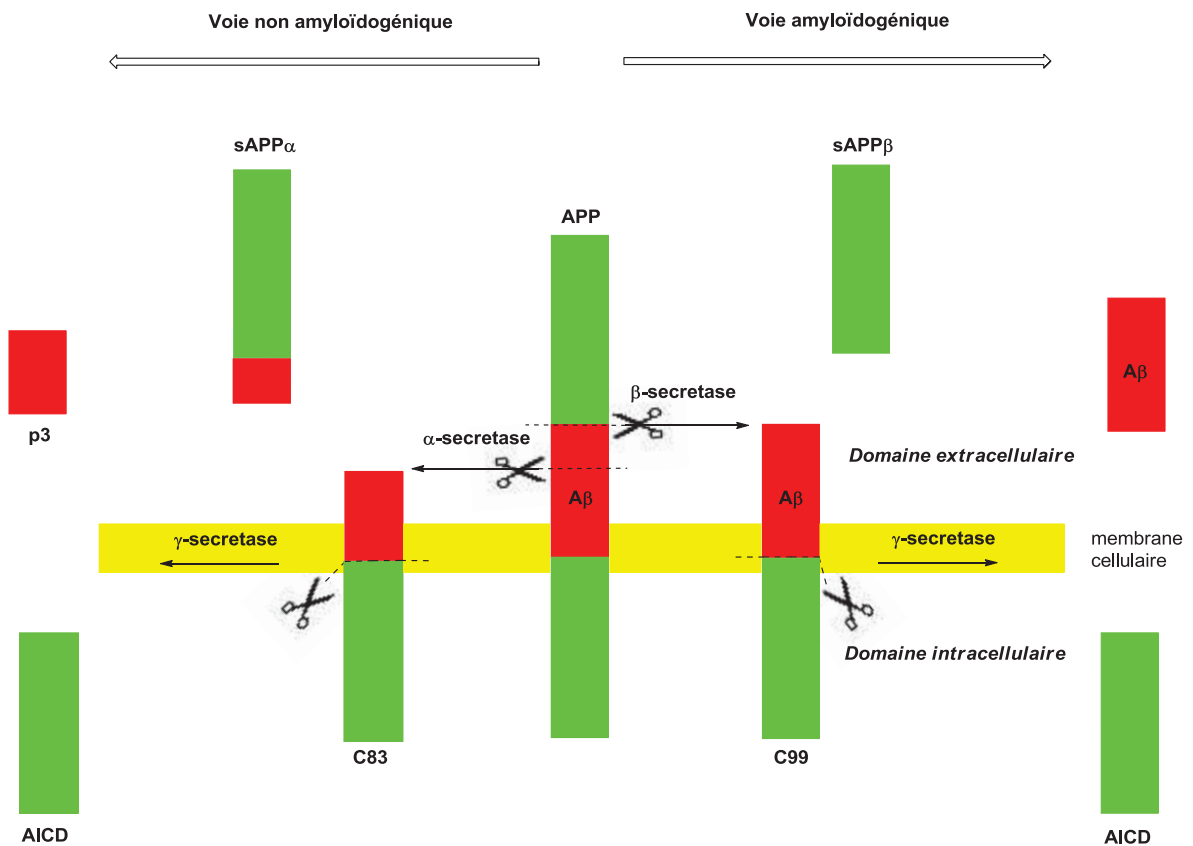 Voie non amyloïdogénique
Voie amyloïdogénique
sAPPα
sAPPβ
APP
β-secretase
Aβ
p3
α-secretase
Domaine extracellulaire
Aβ
Aβ
γ-secretase
γ-secretase
membrane
cellulaire
Domaine intracellulaire
C83
C99
AICD
AICD